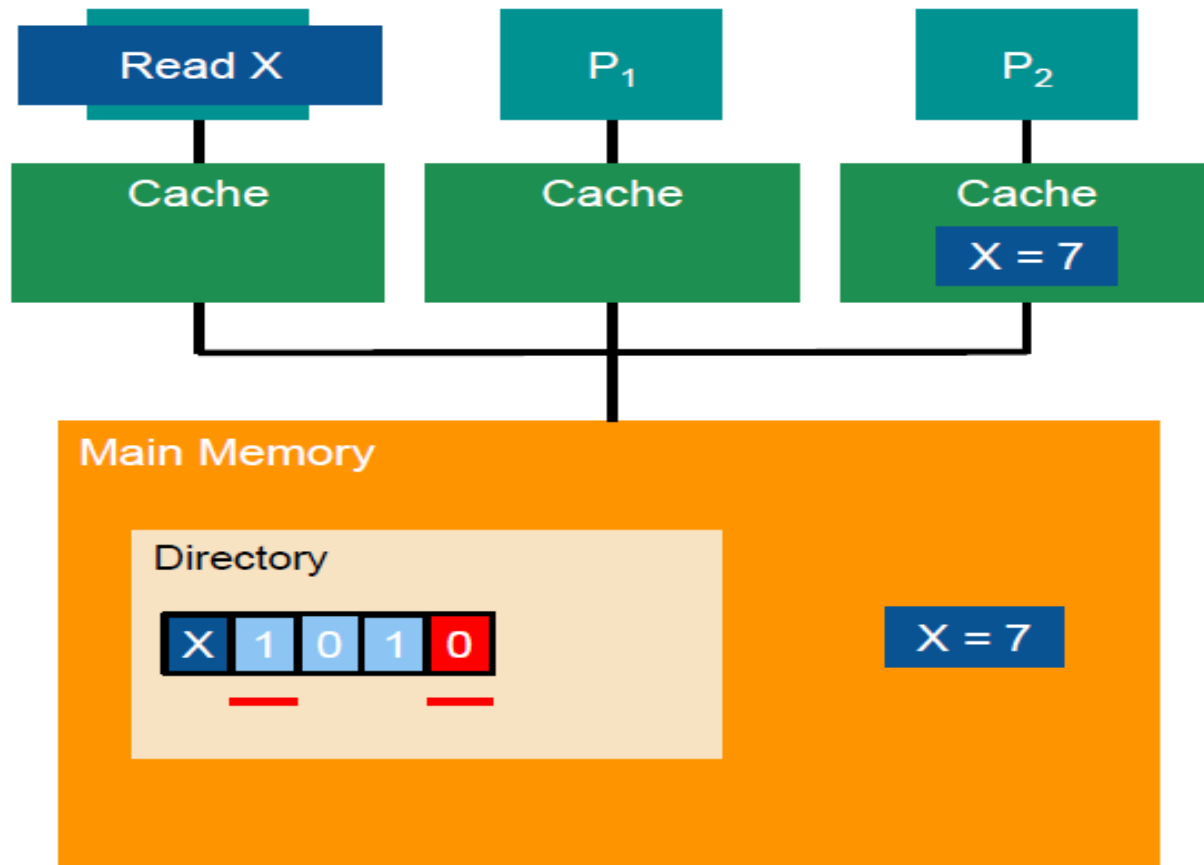 Read X
P₁
P₂
Cache
Cache
Cache
X = 7
Main Memory
Directory
X 1 0 1 0
X = 7